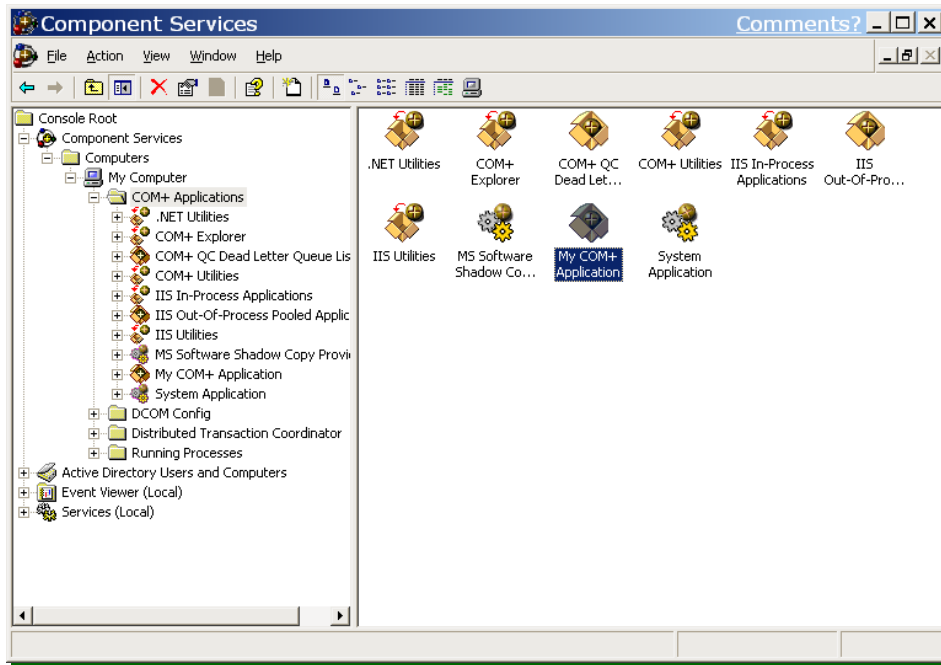 Component Services
Comments?
File Action View Window Help
Console Root
Component Services
Computers
My Computer
COM+ Applications
.NET Utilities
COM+ Explorer
COM+ QC Dead Letter Queue Lis
COM+ Utilities
IIS In-Process Applications
IIS Out-Of-Process Pooled Applic
IIS Utilities
MS Software Shadow Copy Provi
My COM+ Application
System Application
DCOM Config
Distributed Transaction Coordinator
Running Processes
Active Directory Users and Computers
Event Viewer (Local)
Services (Local)
.NET Utilities
COM+
Explorer
COM+ QC
Dead Let...
COM+ Utilities
IIS In-Process
Applications
IIS
Out-Of-Pro...
IIS Utilities
MS Software
Shadow Co...
My COM+
Application
System
Application